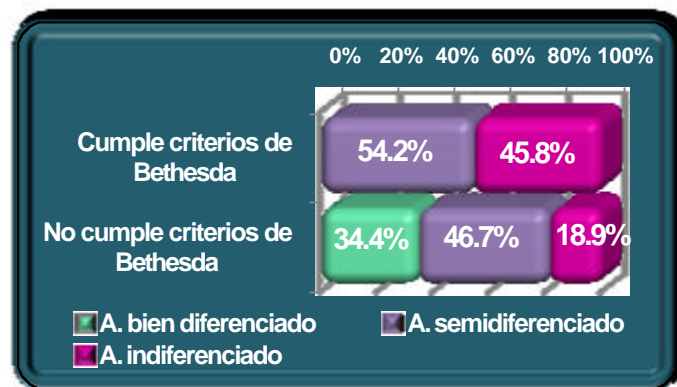 0% 20% 40% 60% 80% 100%
Cumple criterios de
Bethesda
54.2% 45.8%
No cumple criterios de
Bethesda
34.4% 46.7% 18.9%
A. bien diferenciado A. semidiferenciado
A. indiferenciado